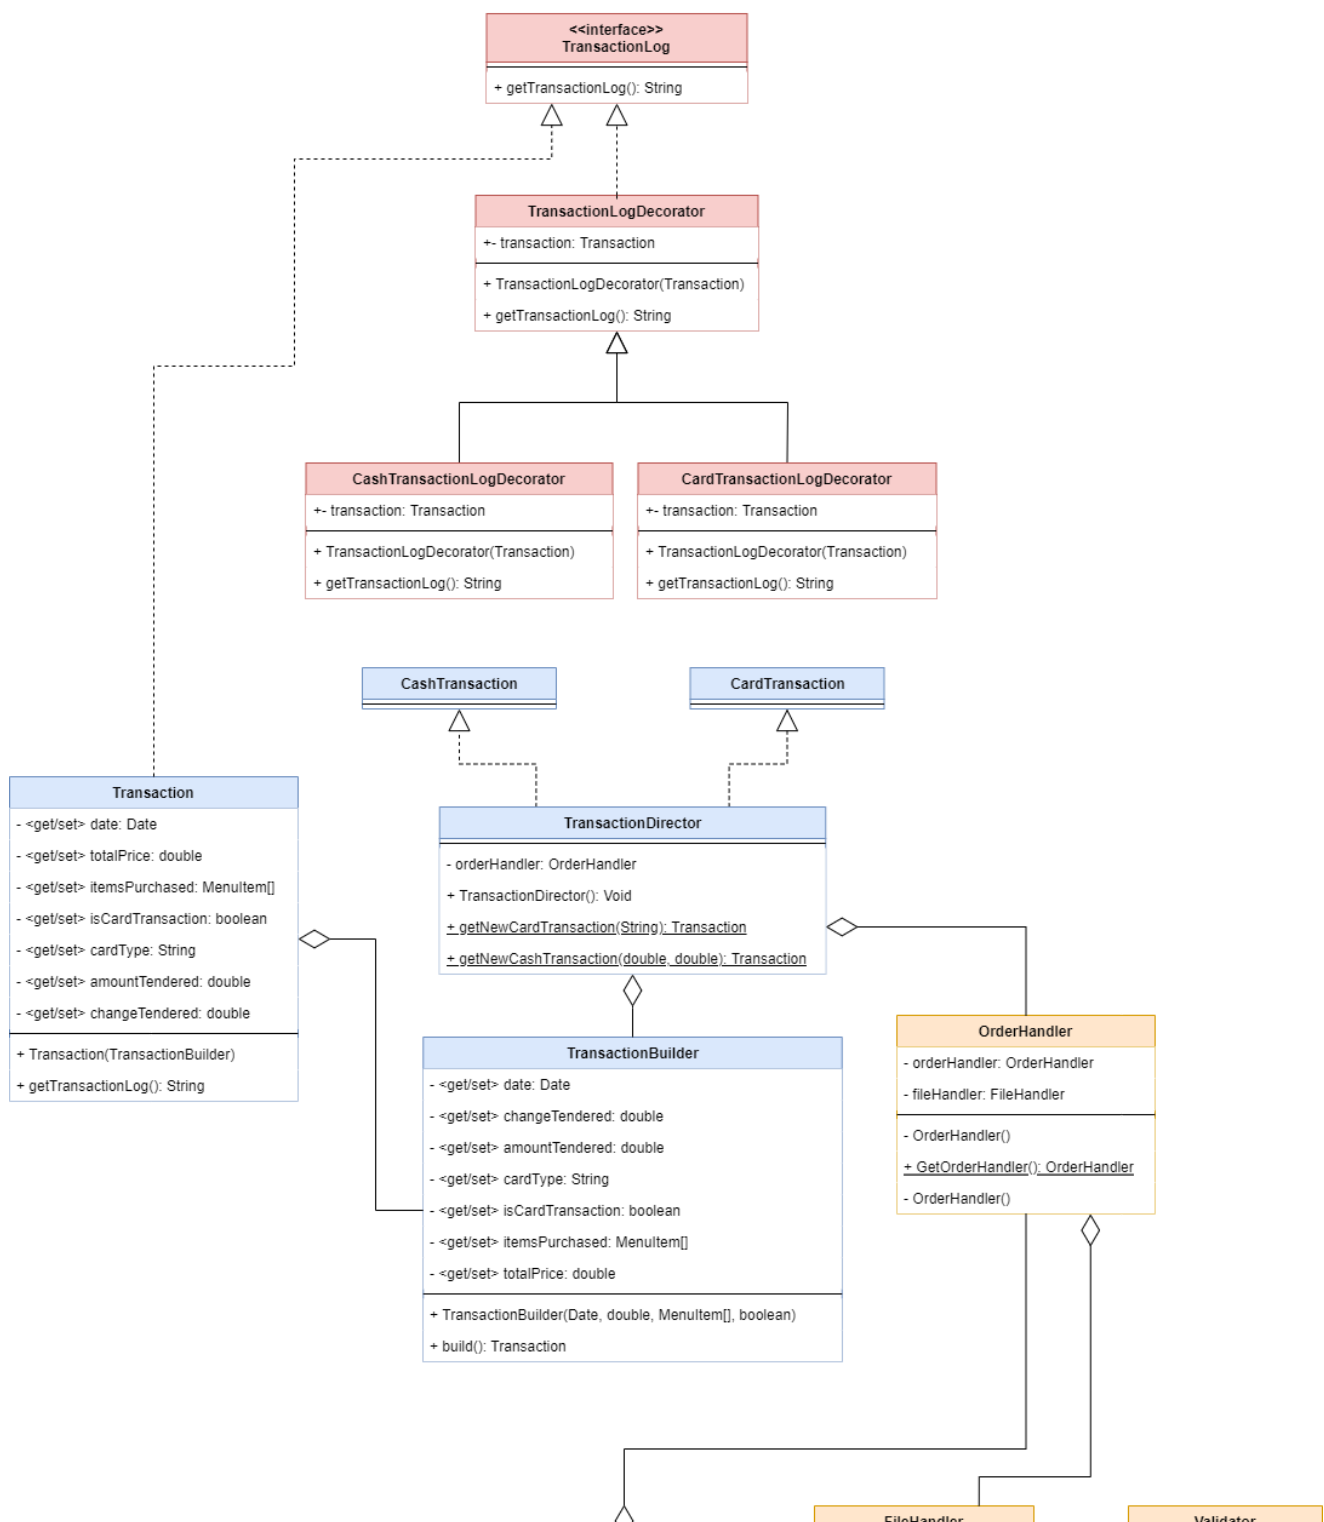 <<interface>>
TransactionLog
+ getTransactionLog(): String
TransactionLogDecorator
+- transaction: Transaction
+ TransactionLogDecorator(Transaction)
+ getTransactionLog(): String
CashTransactionLogDecorator
+- transaction: Transaction
+ TransactionLogDecorator(Transaction)
+ getTransactionLog(): String
CardTransactionLogDecorator
+- transaction: Transaction
+ TransactionLogDecorator(Transaction)
+ getTransactionLog(): String
CashTransaction
CardTransaction
Transaction
- <get/set> date: Date
- <get/set> totalPrice: double
- <get/set> itemsPurchased: MenuItem[]
- <get/set> isCardTransaction: boolean
- <get/set> cardType: String
- <get/set> amountTendered: double
- <get/set> changeTendered: double
+ Transaction(TransactionBuilder)
+ getTransactionLog(): String
TransactionDirector
- orderHandler: OrderHandler
+ TransactionDirector(): Void
+ getNewCardTransaction(String): Transaction
+ getNewCashTransaction(double, double): Transaction
TransactionBuilder
- <get/set> date: Date
- <get/set> changeTendered: double
- <get/set> amountTendered: double
- <get/set> cardType: String
- <get/set> isCardTransaction: boolean
- <get/set> itemsPurchased: MenuItem[]
- <get/set> totalPrice: double
+ TransactionBuilder(Date, double, MenuItem[], boolean)
+ build(): Transaction
OrderHandler
- orderHandler: OrderHandler
- fileHandler: FileHandler
- OrderHandler()
+ GetOrderHandler(): OrderHandler
- OrderHandler()
FileHandler
Validator